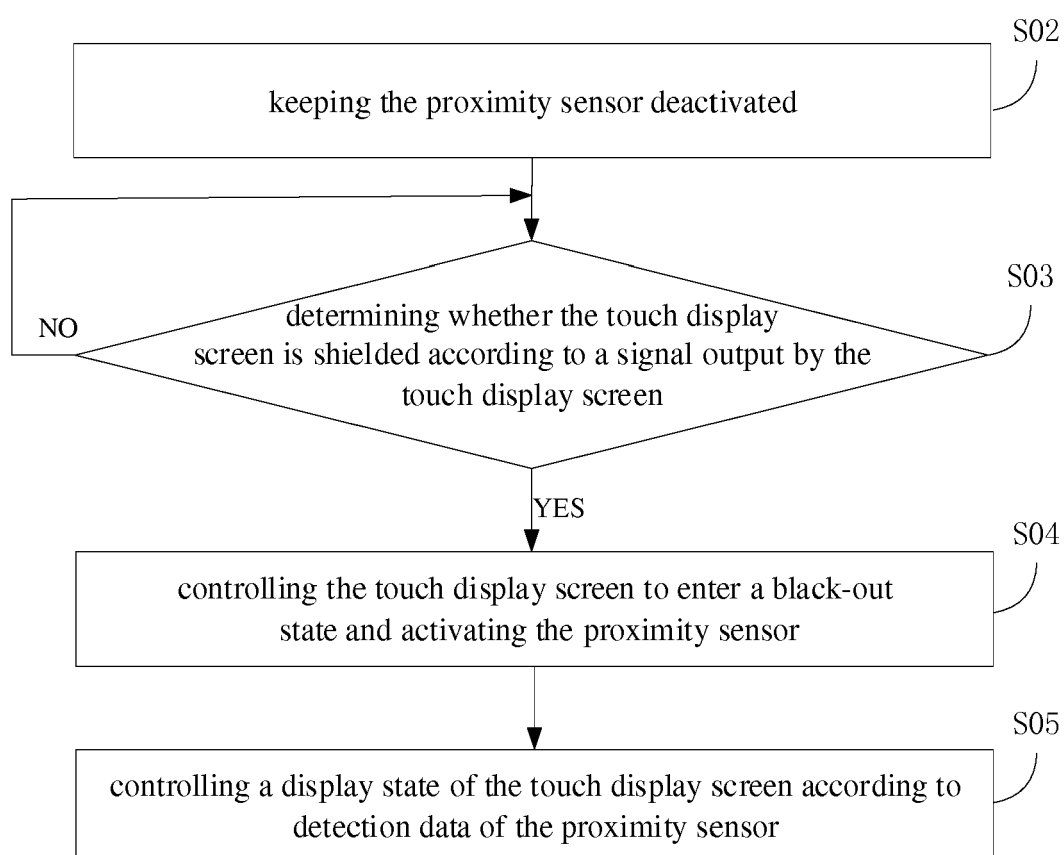 S02
keeping the proximity sensor deactivated
S03
determining whether the touch display
screen is shielded according to a signal output by the
touch display screen
NO
YES
S04
controlling the touch display screen to enter a black-out
state and activating the proximity sensor
S05
controlling a display state of the touch display screen according to
detection data of the proximity sensor